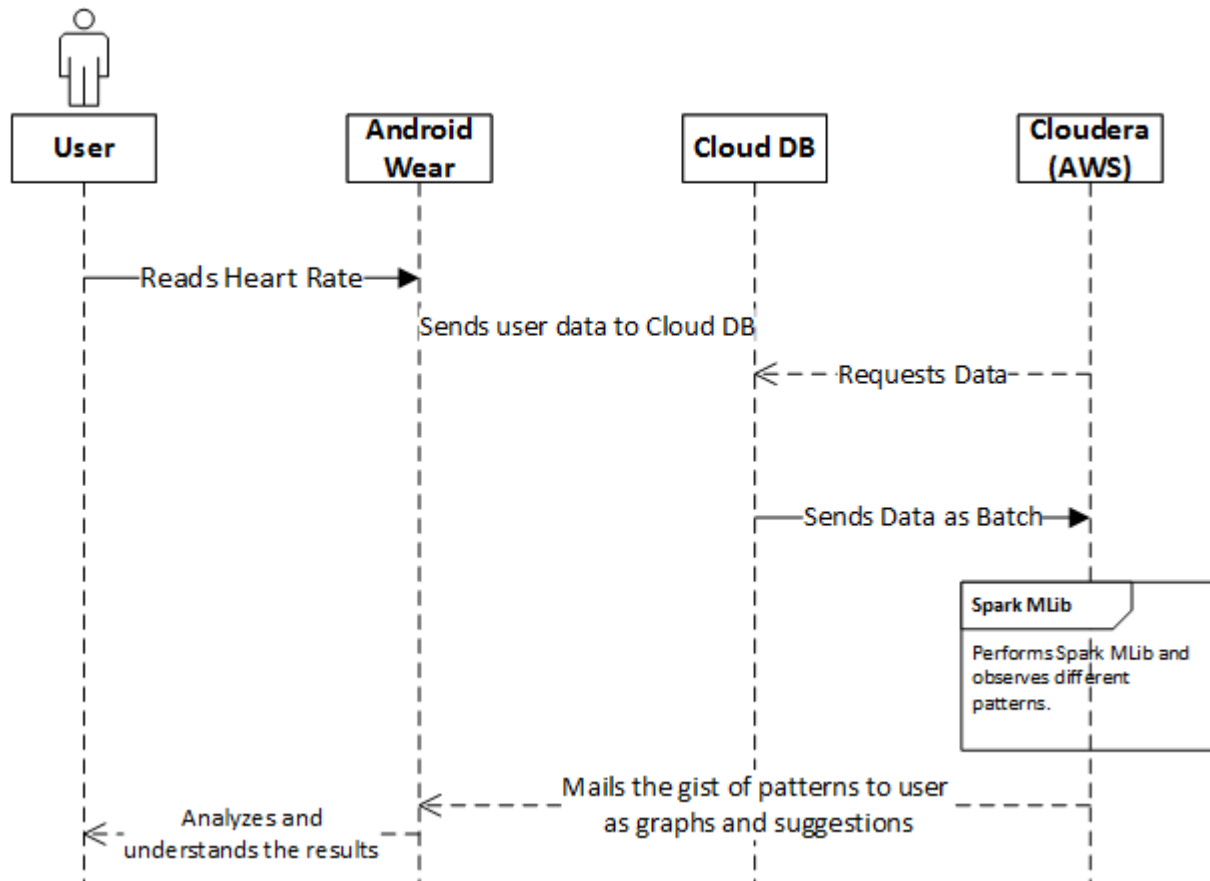 User
Android
Wear
Cloud DB
Cloudera
(AWS)
Reads Heart Rate
Sends user data to Cloud DB
Requests Data
Sends Data as Batch
Spark MLib
Performs Spark MLib and
observes different
patterns.
Mails the gist of patterns to user
as graphs and suggestions
Analyzes and
understands the results